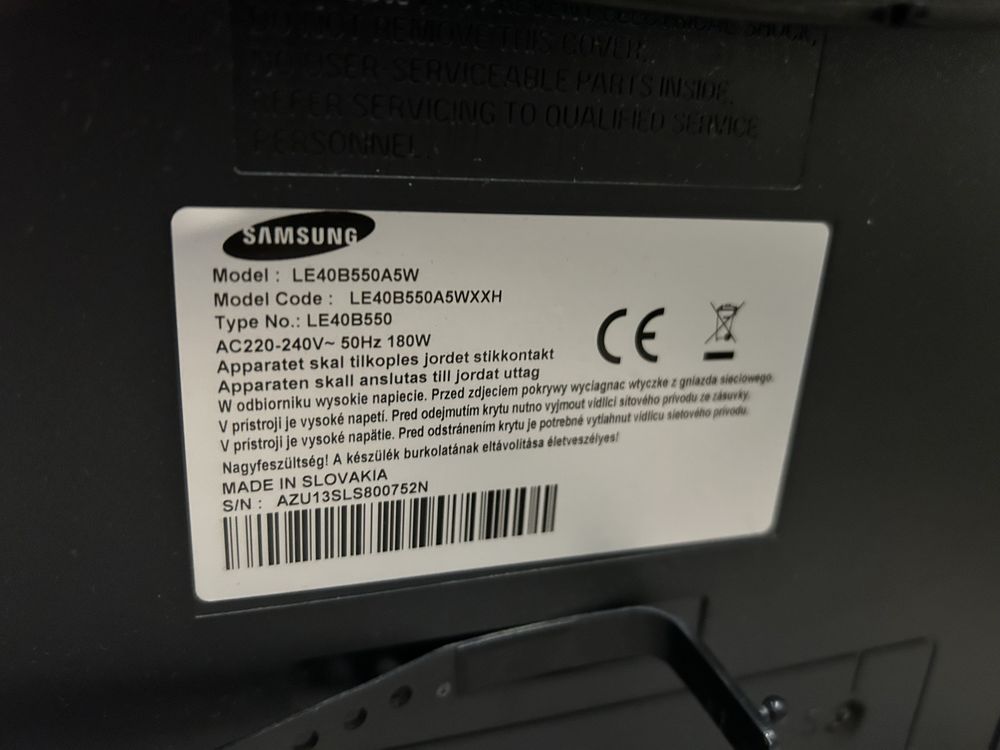 DO NOT REMOVE THIS COVER,
NO USER-SERVICEABLE PARTS INSIDE.
REFER SERVICING TO QUALIFIED SERVICE
PERSONNEL.
SAMSUNG
Model : LE40B550A5W
Model Code : LE40B550A5WXXH
Type No.: LE40B550
AC220-240V~ 50Hz 180W
Apparatet skal tilkoples jordet stikkontakt
Apparaten skall anslutas till jordat uttag
W odbiorniku wysokie napiecie. Przed zdjeciem pokrywy wyciagnac wtyczke z gniazda sieciowego.
V prístroji je vysoké napetí. Pred odejmutím krytu nutno vyjmout vidlici sítového prívodu ze zásuvky.
V prístroji je vysoké napätie. Pred odstránením krytu je potrebné vytiahnut vidlicu sietového prívodu.
Nagyfeszültség! A készülék burkolatának eltávolítása életveszélyes!
MADE IN SLOVAKIA
S/N : AZU13SLS800752N
CE